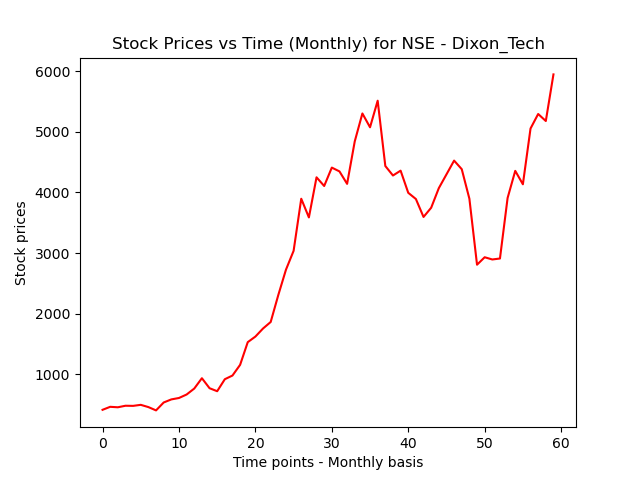 Stock Prices vs Time (Monthly) for NSE - Dixon_Tech
6000
5000
4000
3000
2000
1000
Stock prices
0 10 20 30 40 50 60
Time points - Monthly basis